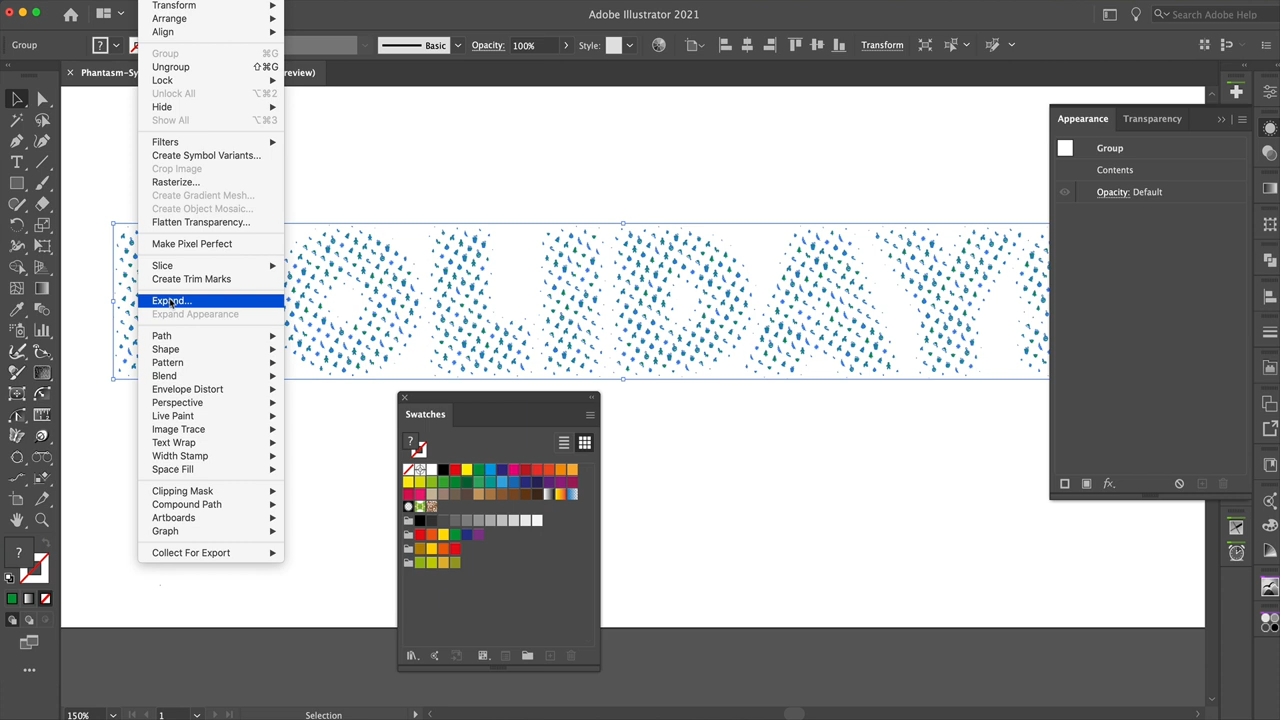 Adobe Illustrator 2021
Search Adobe Help
Group
?
Basic
Opacity:
100%
Style:
Transform
× Phantasm-Sy
review)
Transform
Arrange
Align
Group ⌘G
Ungroup ⇧⌘G
Lock
Unlock All ⌥⌘2
Hide
Show All ⌥⌘3
Filters
Create Symbol Variants...
Crop Image
Rasterize...
Create Gradient Mesh...
Create Object Mosaic...
Flatten Transparency...
Make Pixel Perfect
Slice
Create Trim Marks
Expand...
Expand Appearance
Path
Shape
Pattern
Blend
Envelope Distort
Perspective
Live Paint
Image Trace
Text Wrap
Width Stamp
Space Fill
Clipping Mask
Compound Path
Artboards
Graph
Collect For Export
OLIDAY
Appearance
Transparency
Group
Contents
Opacity: Default
fx.
Swatches
?
?
150%
1
Selection